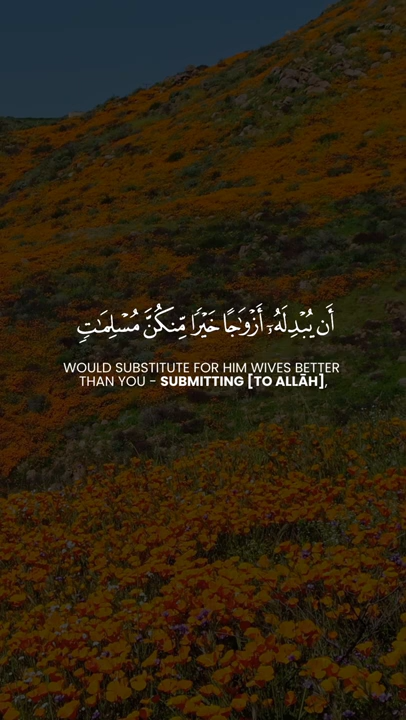 أَن يُبْدِلَهُۥٓ أَزْوَٰجًا خَيْرًا مِّنكُنَّ مُسْلِمَـٰتٍ
WOULD SUBSTITUTE FOR HIM WIVES BETTER
THAN YOU - SUBMITTING [TO ALLĀH],